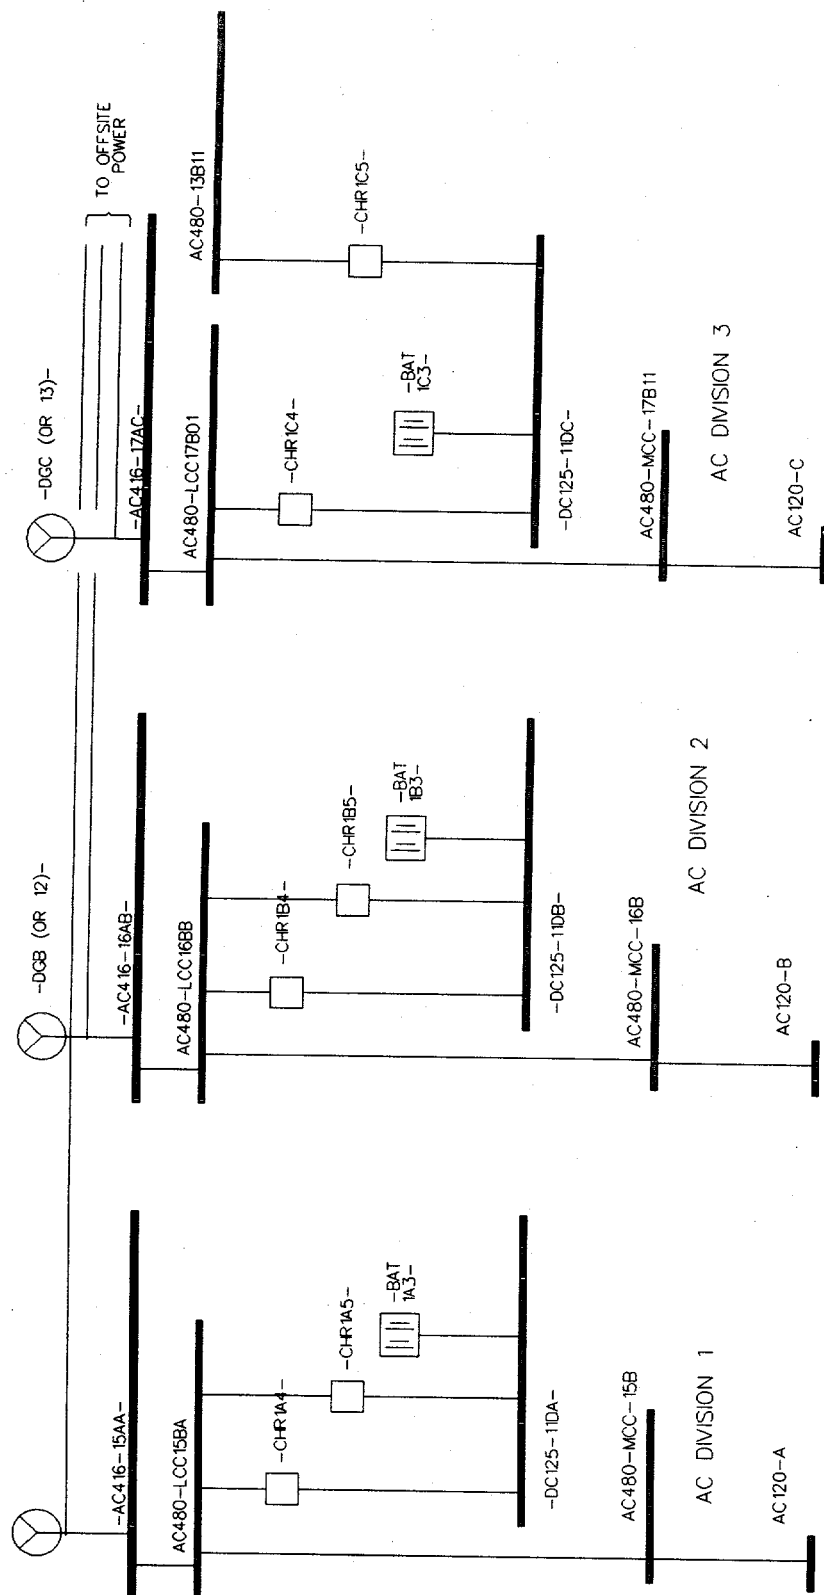 -AC416-15AA-
AC480-LCC15BA
-CHR1A4-
-CHR1A5-
-BAT
1A3-
-DC125-11DA-
AC480-MCC-15B
AC DIVISION 1
AC120-A
-DGB (OR 12)-
-AC416-16AB-
AC480-LCC16BB
-CHR1B4-
-CHR1B5-
-BAT
1B3-
-DC125-11DB-
AC480-MCC-16B
AC DIVISION 2
AC120-B
-DGC (OR 13)-
TO OFFSITE
POWER
-AC416-17AC-
AC480-LCC17B01
AC480-13B11
-CHR1C4-
-CHR1C5-
-BAT
1C3-
-DC125-11DC-
AC480-MCC-17B11
AC DIVISION 3
AC120-C